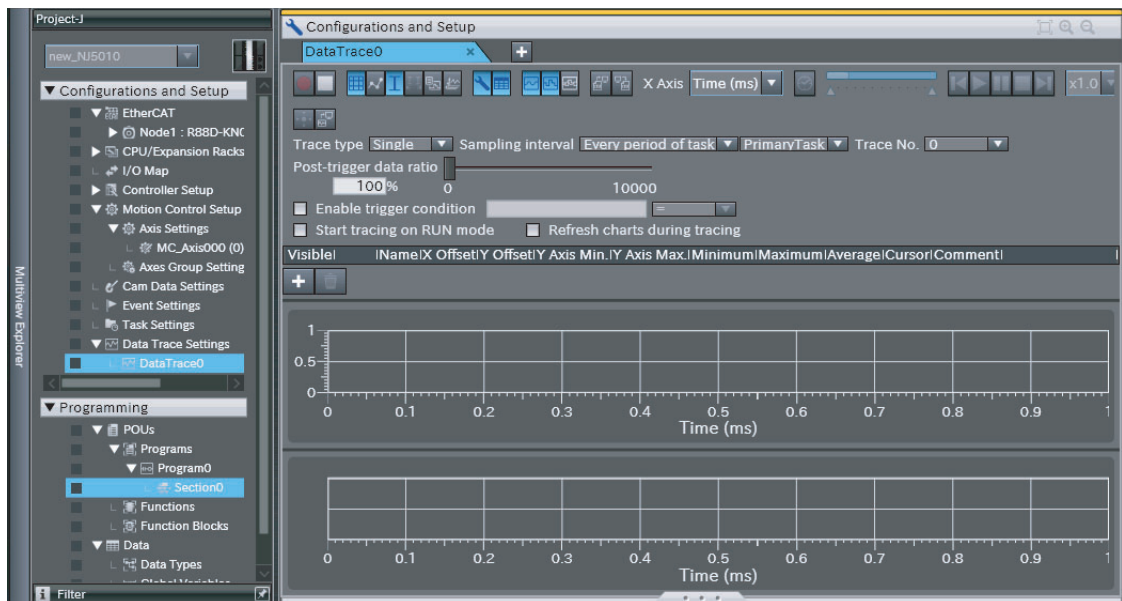 Project-J
new_NJ5010
Configurations and Setup
EtherCAT
Node1 : R88D-KNC
CPU/Expansion Racks
I/O Map
Controller Setup
Motion Control Setup
Axis Settings
MC_Axis000 (0)
Axes Group Setting
Cam Data Settings
Event Settings
Task Settings
Data Trace Settings
DataTrace0
Programming
POUs
Programs
Program0
Section0
Functions
Function Blocks
Data
Data Types
Filter
Multiview Explorer
Configurations and Setup
DataTrace0 × +
X Axis Time (ms) x1.0
Trace type Single Sampling interval Every period of task PrimaryTask Trace No. 0
Post-trigger data ratio
100 % 0 10000
Enable trigger condition =
Start tracing on RUN mode Refresh charts during tracing
Visible| |Name|X Offset|Y Offset|Y Axis Min.|Y Axis Max.|Minimum|Maximum|Average|Cursor|Comment|
+
1
0.5
0
0 0.1 0.2 0.3 0.4 0.5 0.6 0.7 0.8 0.9 1
Time (ms)
0 0.1 0.2 0.3 0.4 0.5 0.6 0.7 0.8 0.9 1
Time (ms)